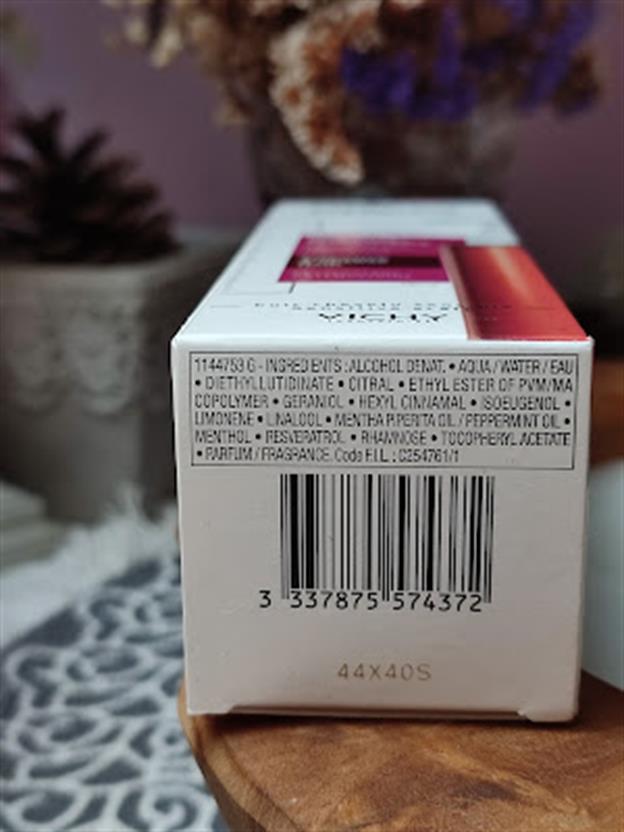 VICHY
1144753 G - INGREDIENTS : ALCOHOL DENAT. • AQUA / WATER / EAU
• DIETHYLLUTIDINATE • CITRAL • ETHYL ESTER OF PVM/MA
COPOLYMER • GERANIOL • HEXYL CINNAMAL • ISOEUGENOL •
LIMONENE • LINALOOL • MENTHA PIPERITA OIL / PEPPERMINT OIL •
MENTHOL • RESVERATROL • RHAMNOSE • TOCOPHERYL ACETATE
• PARFUM / FRAGRANCE. Code F.I.L. : C254761/1
3 337875 574372
44X40S